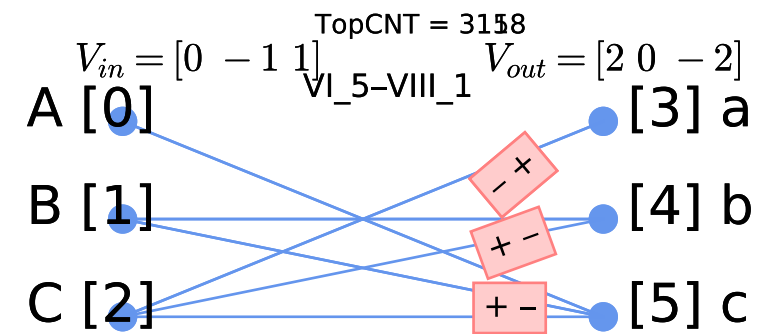 TopCNT = 3158
V_in = [0 −1 1] V_out = [2 0 −2]
VI_5–VIII_1
A [0] [3] a
− +
B [1] [4] b
+ −
C [2] + − [5] c